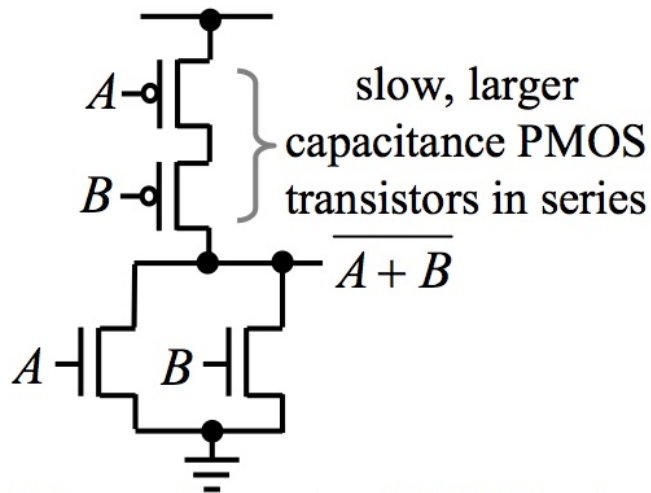 A
slow, larger
capacitance PMOS
B
transistors in series
A + B
A
B